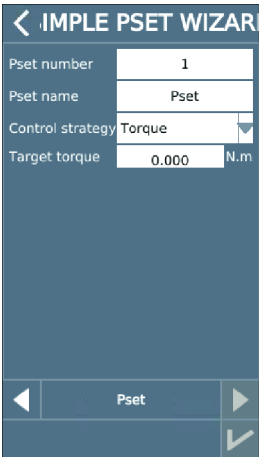 IMPLE PSET WIZAR
Pset number 1
Pset name Pset
Control strategy Torque
Target torque 0.000 N.m
Pset